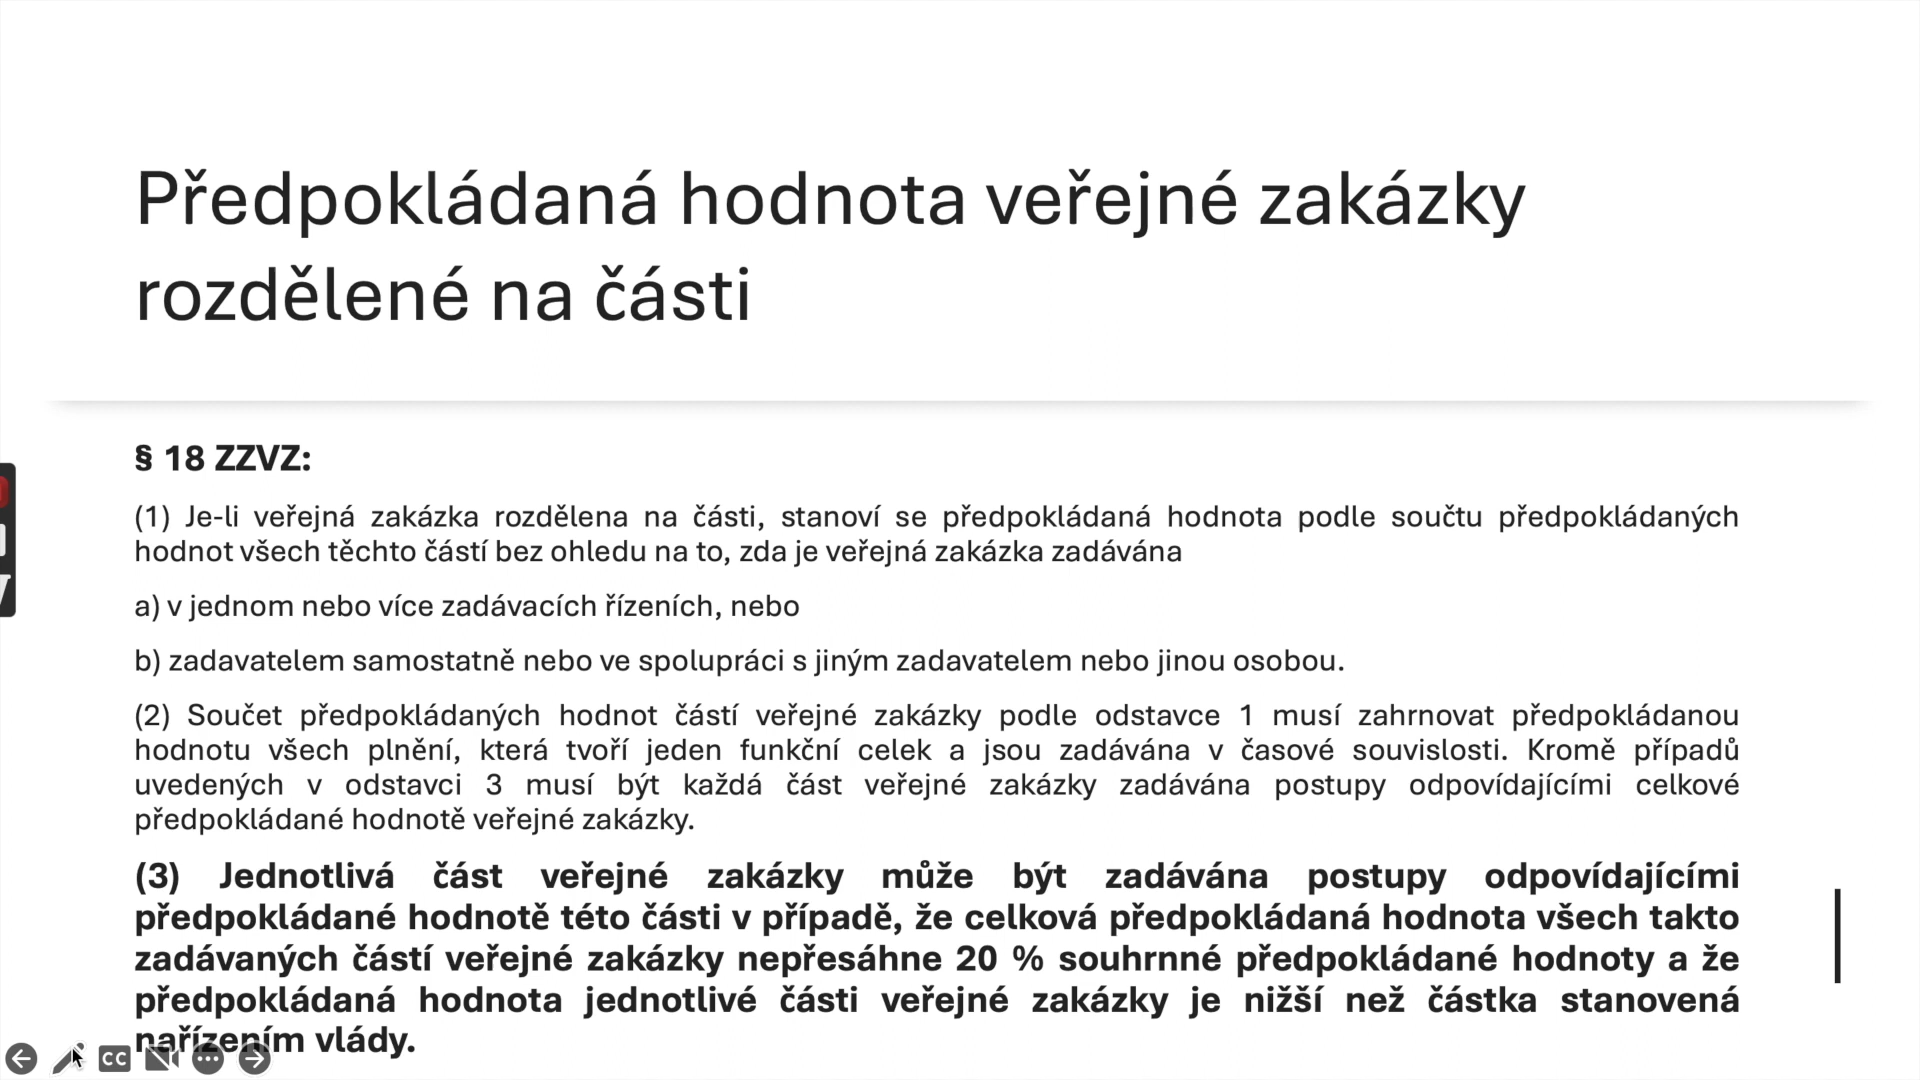 Předpokládaná hodnota veřejné zakázky
rozdělené na části
§ 18 ZZVZ:
(1) Je-li veřejná zakázka rozdělena na části, stanoví se předpokládaná hodnota podle součtu předpokládaných
hodnot všech těchto částí bez ohledu na to, zda je veřejná zakázka zadávána
a) v jednom nebo více zadávacích řízeních, nebo
b) zadavatelem samostatně nebo ve spolupráci s jiným zadavatelem nebo jinou osobou.
(2) Součet předpokládaných hodnot částí veřejné zakázky podle odstavce 1 musí zahrnovat předpokládanou
hodnotu všech plnění, která tvoří jeden funkční celek a jsou zadávána v časové souvislosti. Kromě případů
uvedených v odstavci 3 musí být každá část veřejné zakázky zadávána postupy odpovídajícími celkové
předpokládané hodnotě veřejné zakázky.
(3) Jednotlivá část veřejné zakázky může být zadávána postupy odpovídajícími
předpokládané hodnotě této části v případě, že celková předpokládaná hodnota všech takto
zadávaných částí veřejné zakázky nepřesáhne 20 % souhrnné předpokládané hodnoty a že
předpokládaná hodnota jednotlivé části veřejné zakázky je nižší než částka stanovená
nařízením vlády.
CC